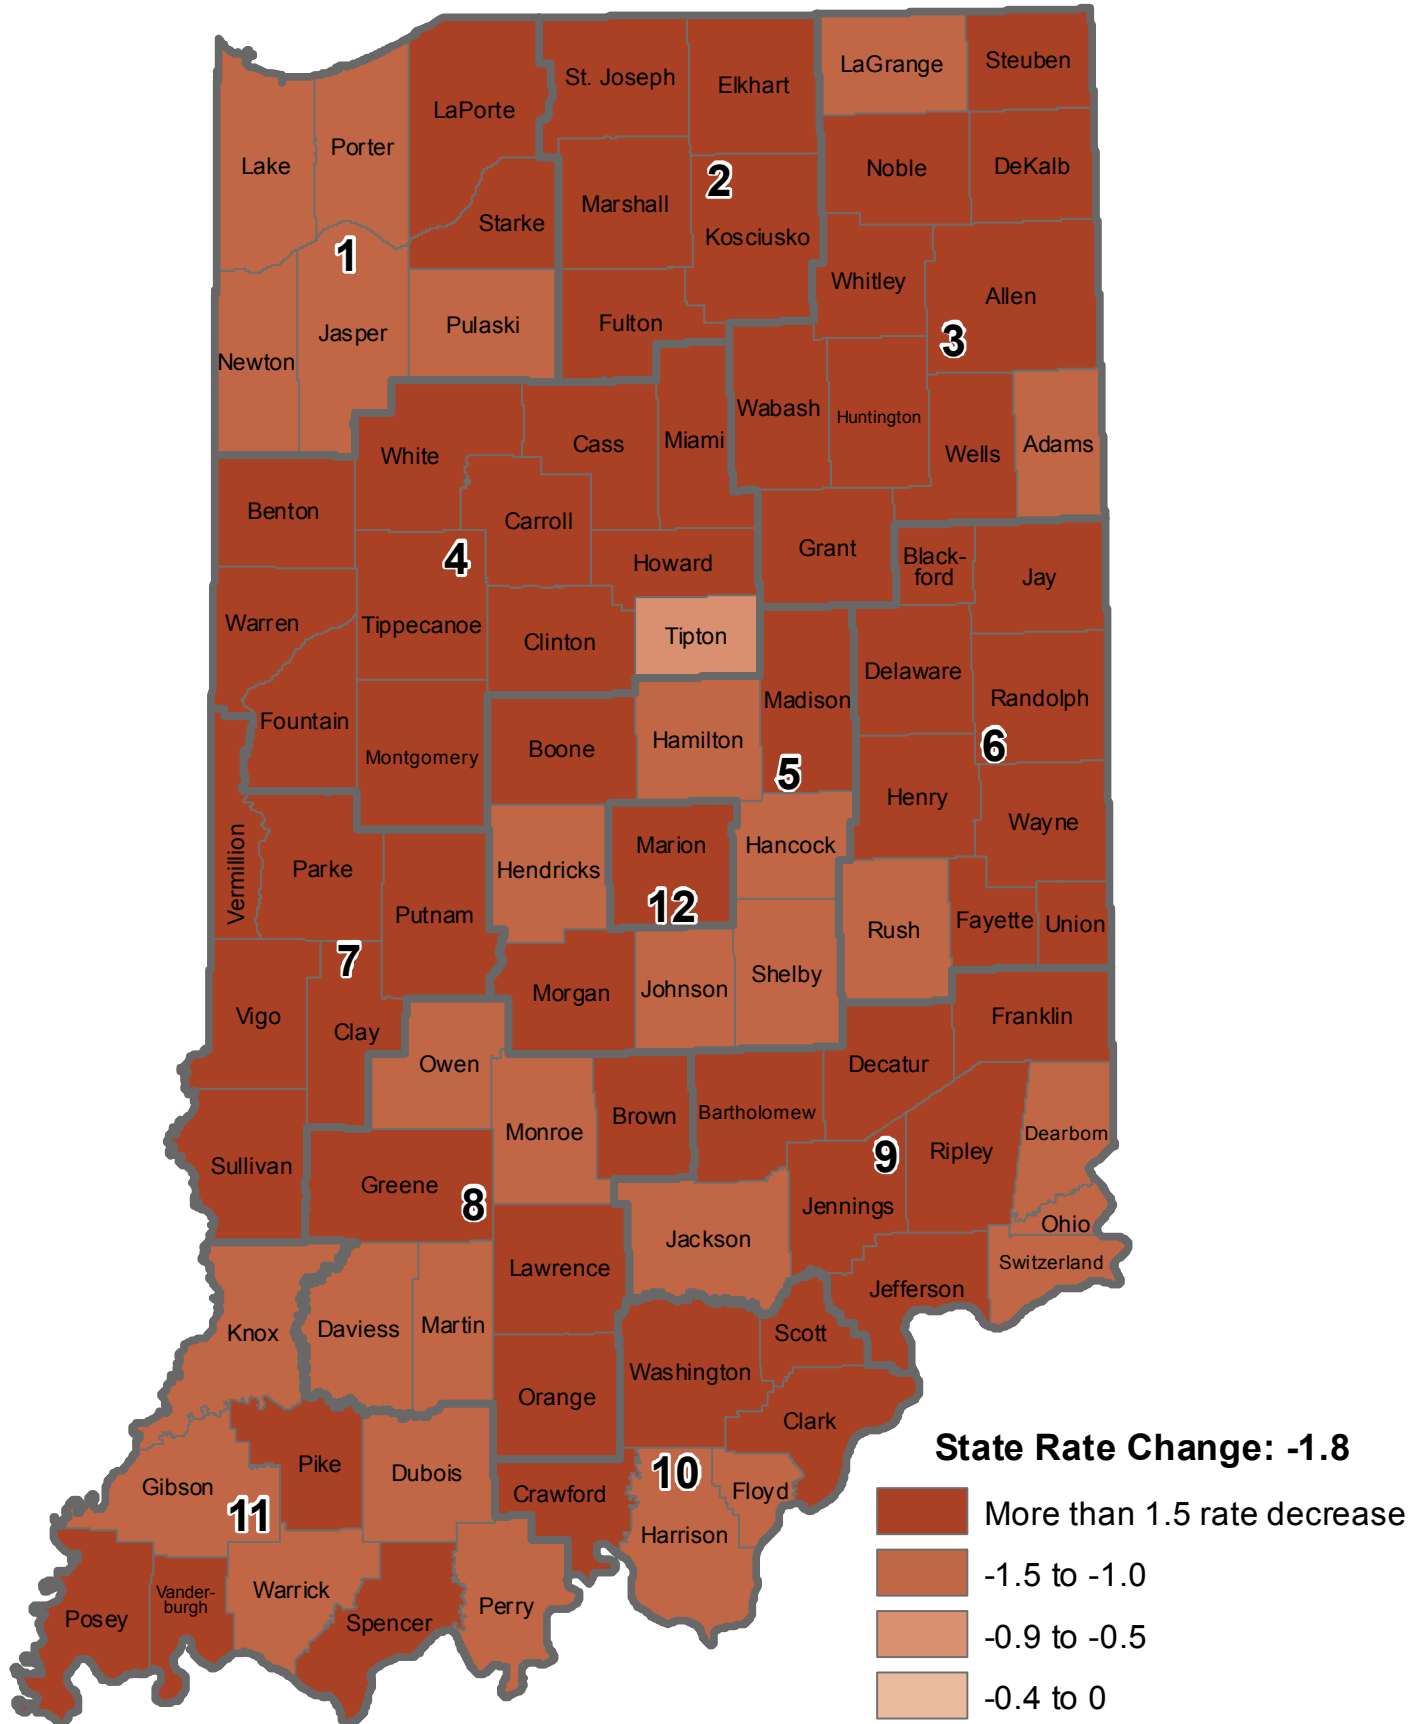 LaGrange
Steuben
St. Joseph
Elkhart
LaPorte
Porter
Lake
Noble
DeKalb
2
Marshall
Starke
Kosciusko
1
Whitley
Allen
Jasper
Pulaski
Fulton
3
Newton
Wabash
Huntington
White
Cass
Miami
Wells
Adams
Benton
Carroll
4
Howard
Grant
Black-
ford
Jay
Warren
Tippecanoe
Clinton
Tipton
Delaware
Randolph
Madison
Fountain
Montgomery
Boone
Hamilton
5
6
Henry
Wayne
Vermillion
Parke
Hendricks
Marion
Hancock
12
Putnam
Rush
Fayette
Union
7
Shelby
Johnson
Morgan
Vigo
Clay
Franklin
Owen
Decatur
Brown
Bartholomew
Monroe
Dearborn
9
Ripley
Sullivan
Greene
8
Jennings
Ohio
Jackson
Switzerland
Lawrence
Jefferson
Knox
Daviess
Martin
Scott
Washington
Orange
Clark
State Rate Change: -1.8
Pike
Dubois
10
Gibson
Crawford
Floyd
11
Harrison
More than 1.5 rate decrease
-1.5 to -1.0
Warrick
Vander-
burgh
Posey
Spencer
Perry
-0.9 to -0.5
-0.4 to 0